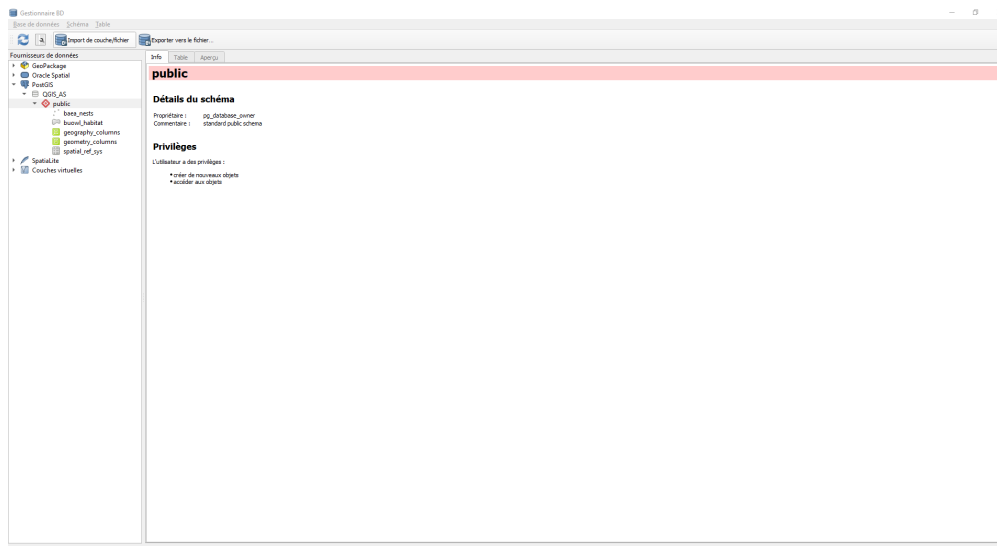 Gestionnaire BD
Base de données Schéma Table
Import de couche/fichier Exporter vers le fichier...
Fournisseurs de données
GeoPackage
Oracle Spatial
PostGIS
QGIS_AS
public
baea_nests
buowl_habitat
geography_columns
geometry_columns
spatial_ref_sys
SpatiaLite
Couches virtuelles
Info Table Aperçu
public
Détails du schéma
Propriétaire : pg_database_owner
Commentaire : standard public schema
Privilèges
L'utilisateur a des privilèges :
• créer de nouveaux objets
• accéder aux objets